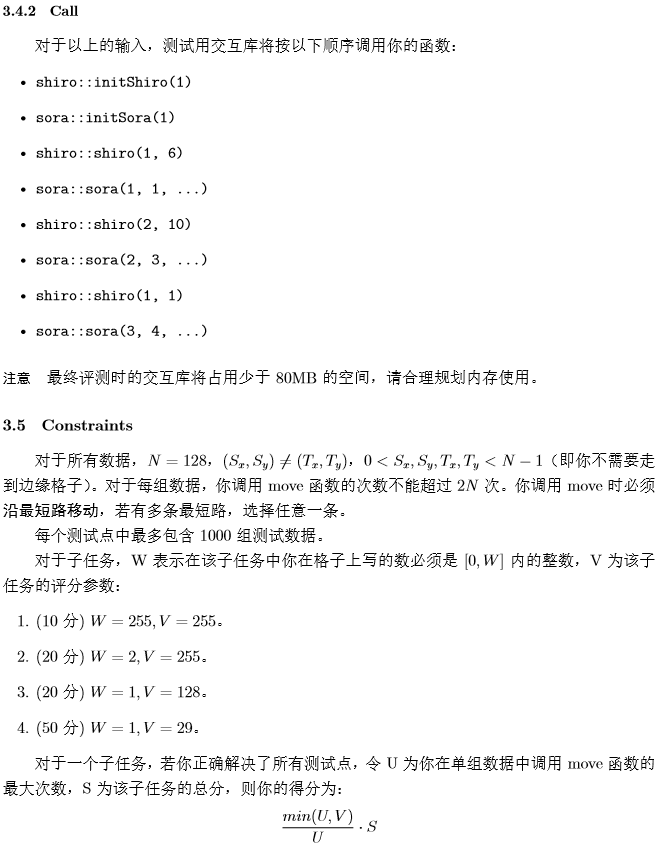 3.4.2 Call
对于以上的输入，测试用交互库将按以下顺序调用你的函数：
• shiro::initShiro(1)
• sora::initSora(1)
• shiro::shiro(1, 6)
• sora::sora(1, 1, ...)
• shiro::shiro(2, 10)
• sora::sora(2, 3, ...)
• shiro::shiro(1, 1)
• sora::sora(3, 4, ...)
注意 最终评测时的交互库将占用少于 80MB 的空间，请合理规划内存使用。
3.5 Constraints
对于所有数据，N = 128，(Sₓ, Sᵧ) ≠ (Tₓ, Tᵧ)，0 < Sₓ, Sᵧ, Tₓ, Tᵧ < N − 1（即你不需要走
到边缘格子）。对于每组数据，你调用 move 函数的次数不能超过 2N 次。你调用 move 时必须
沿最短路移动，若有多条最短路，选择任意一条。
每个测试点中最多包含 1000 组测试数据。
对于子任务，W 表示在该子任务中你在格子上写的数必须是 [0, W] 内的整数，V 为该子
任务的评分参数：
1. (10 分) W = 255, V = 255。
2. (20 分) W = 2, V = 255。
3. (20 分) W = 1, V = 128。
4. (50 分) W = 1, V = 29。
对于一个子任务，若你正确解决了所有测试点，令 U 为你在单组数据中调用 move 函数的
最大次数，S 为该子任务的总分，则你的得分为：
min(U, V)
U
· S